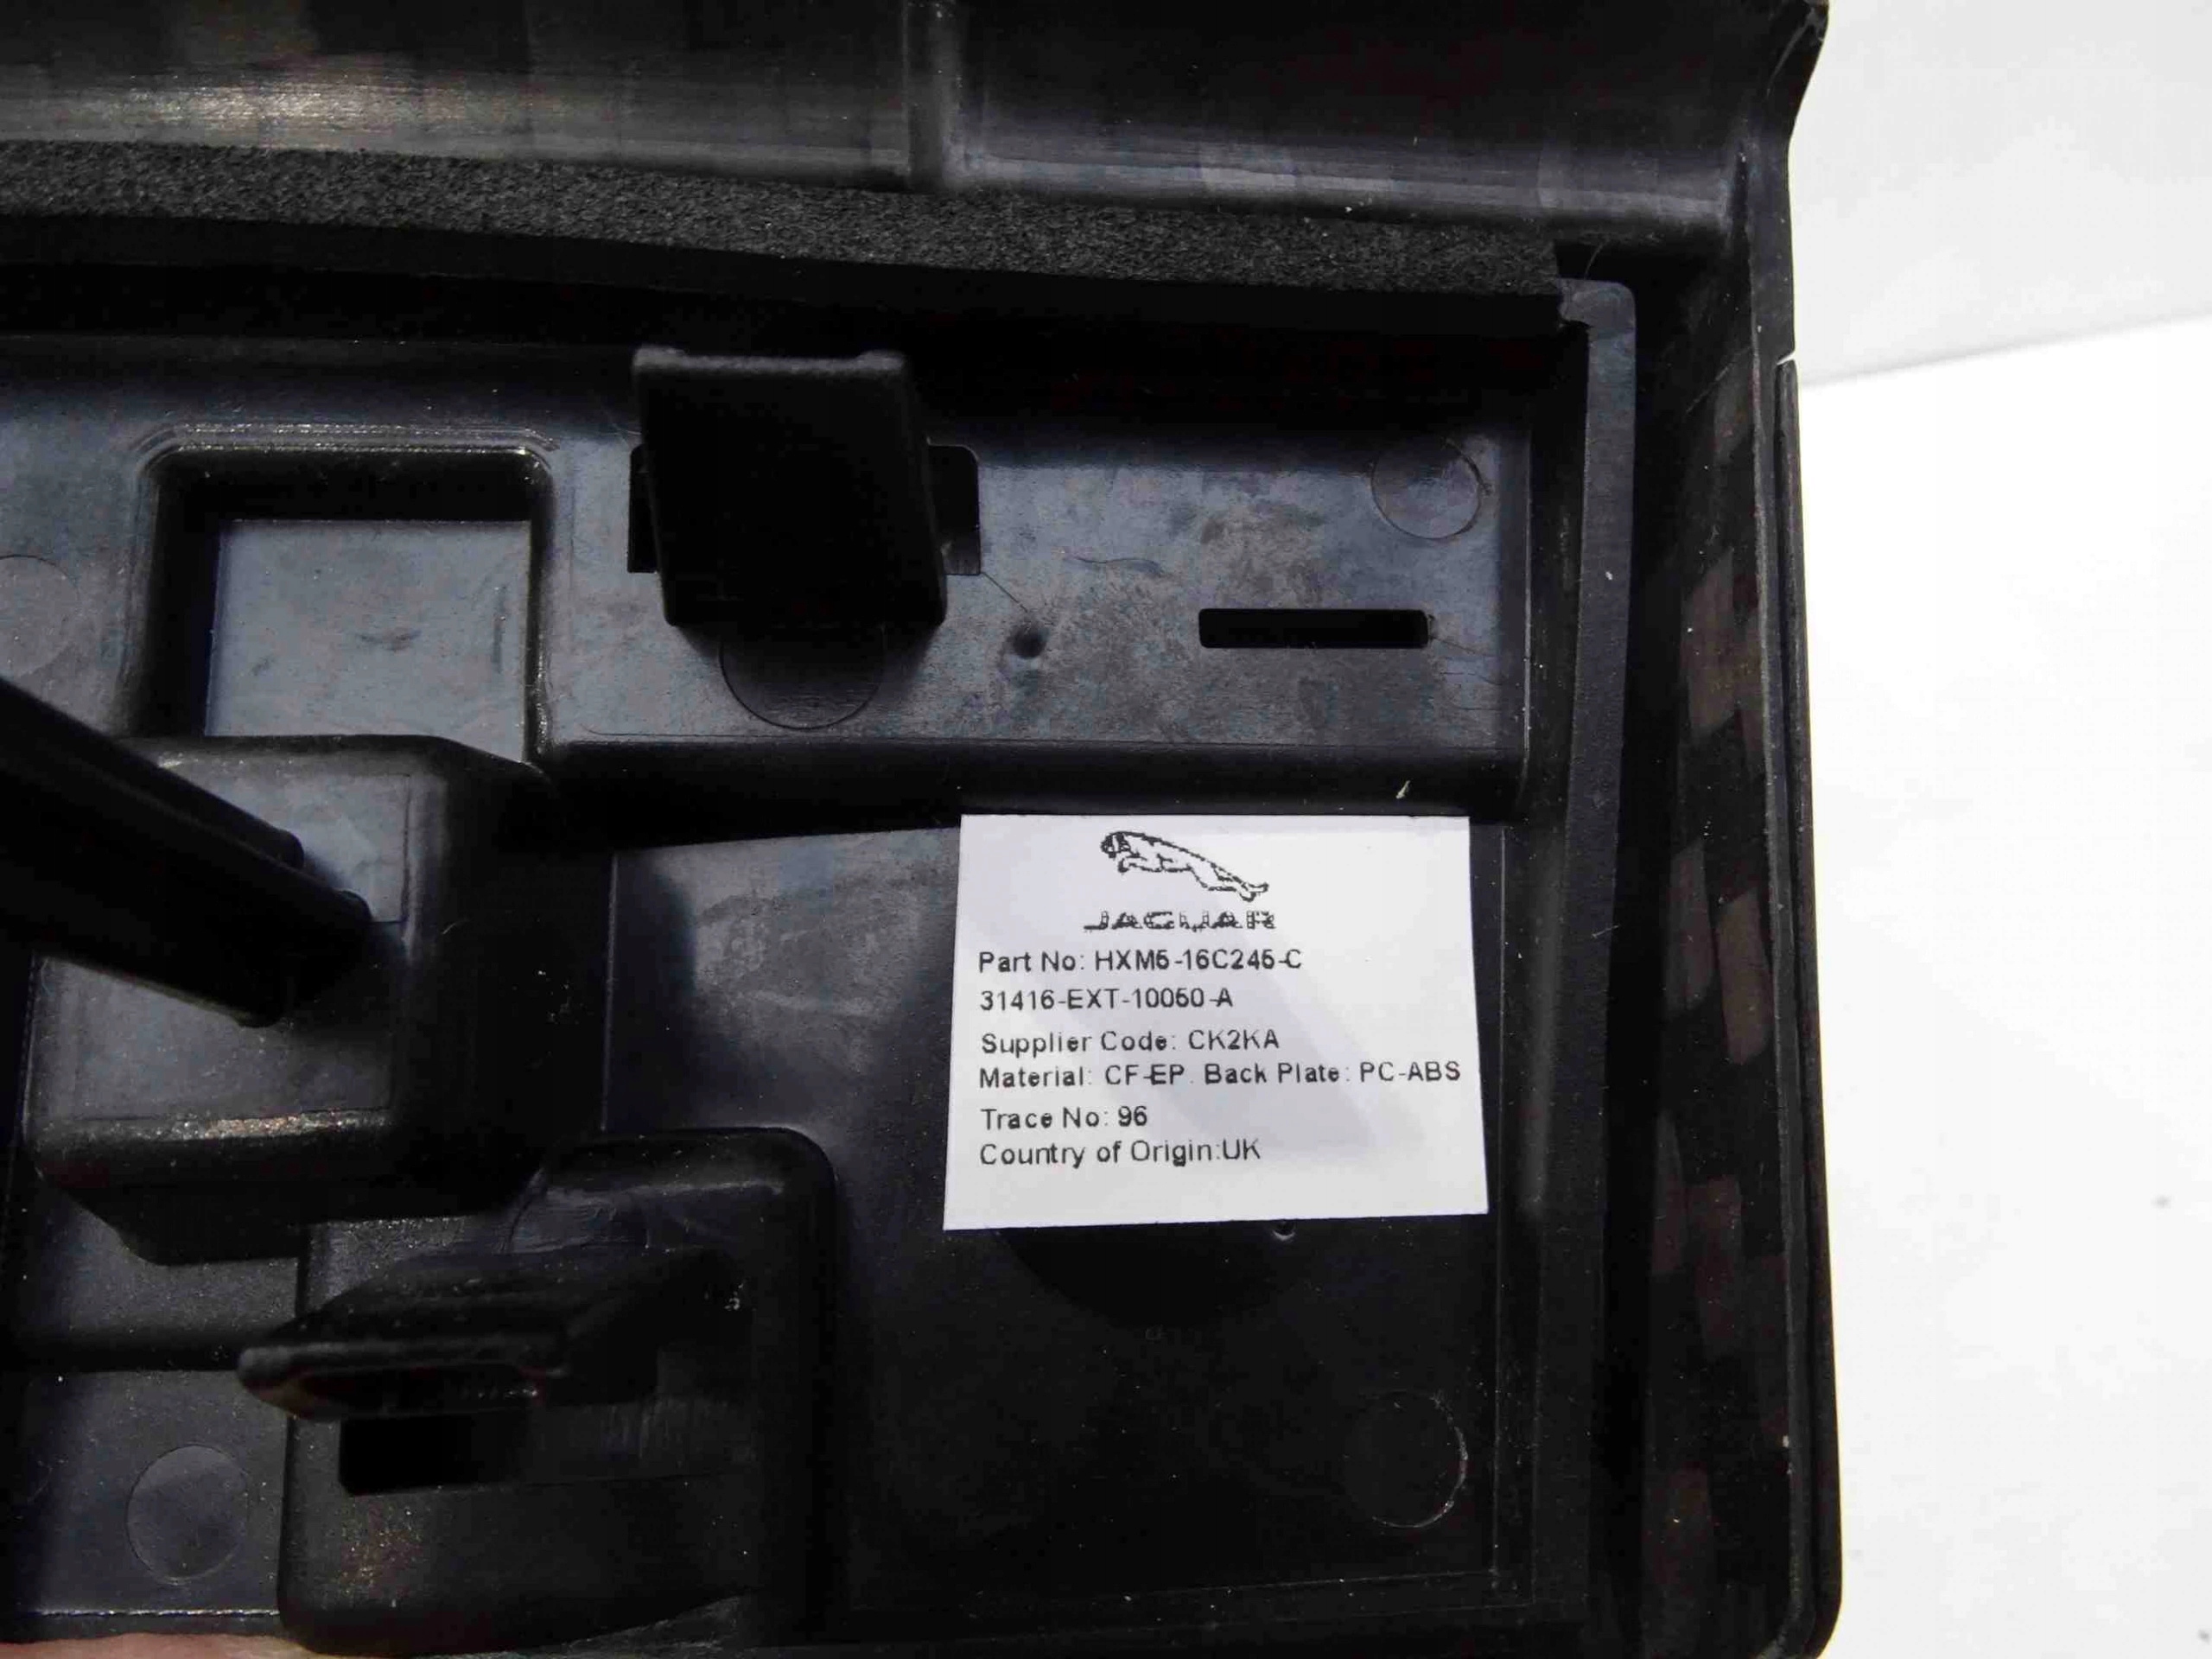 JAGUAR
Part No: HXM5-16C245-C
31416-EXT-10050-A
Supplier Code: CK2KA
Material: CF-EP. Back Plate: PC-ABS
Trace No: 96
Country of Origin:UK